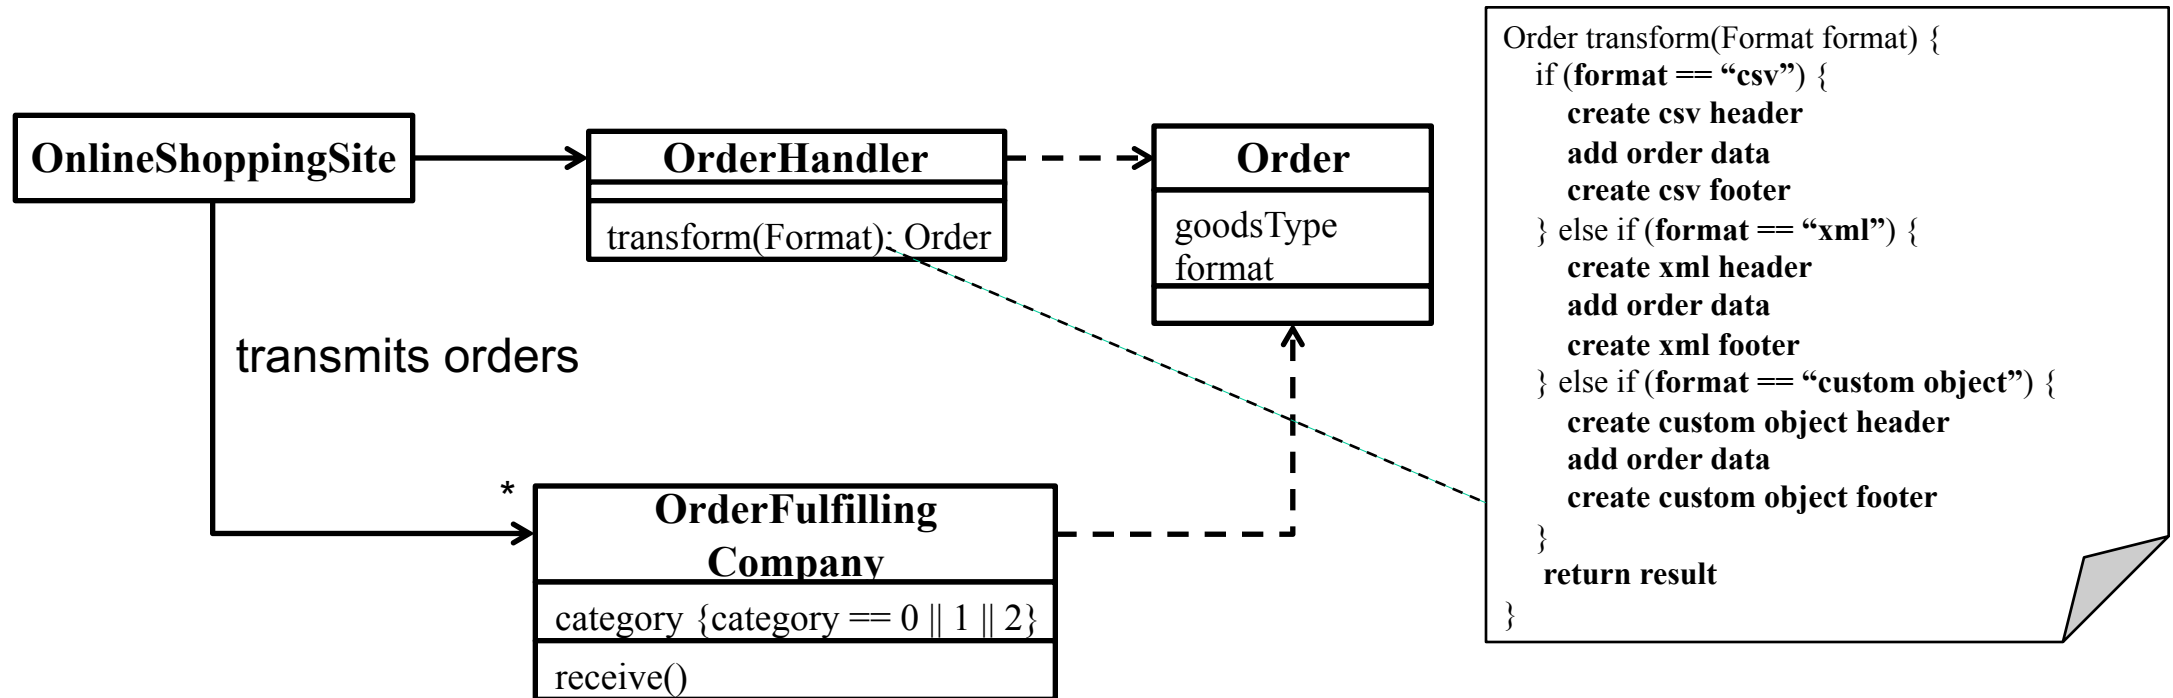 OnlineShoppingSite
OrderHandler
transform(Format): Order
Order
goodsType
format
transmits orders
*
OrderFulfilling
Company
category {category == 0 || 1 || 2}
receive()
Order transform(Format format) {
if (format == “csv”) {
create csv header
add order data
create csv footer
} else if (format == “xml”) {
create xml header
add order data
create xml footer
} else if (format == “custom object”) {
create custom object header
add order data
create custom object footer
}
return result
}